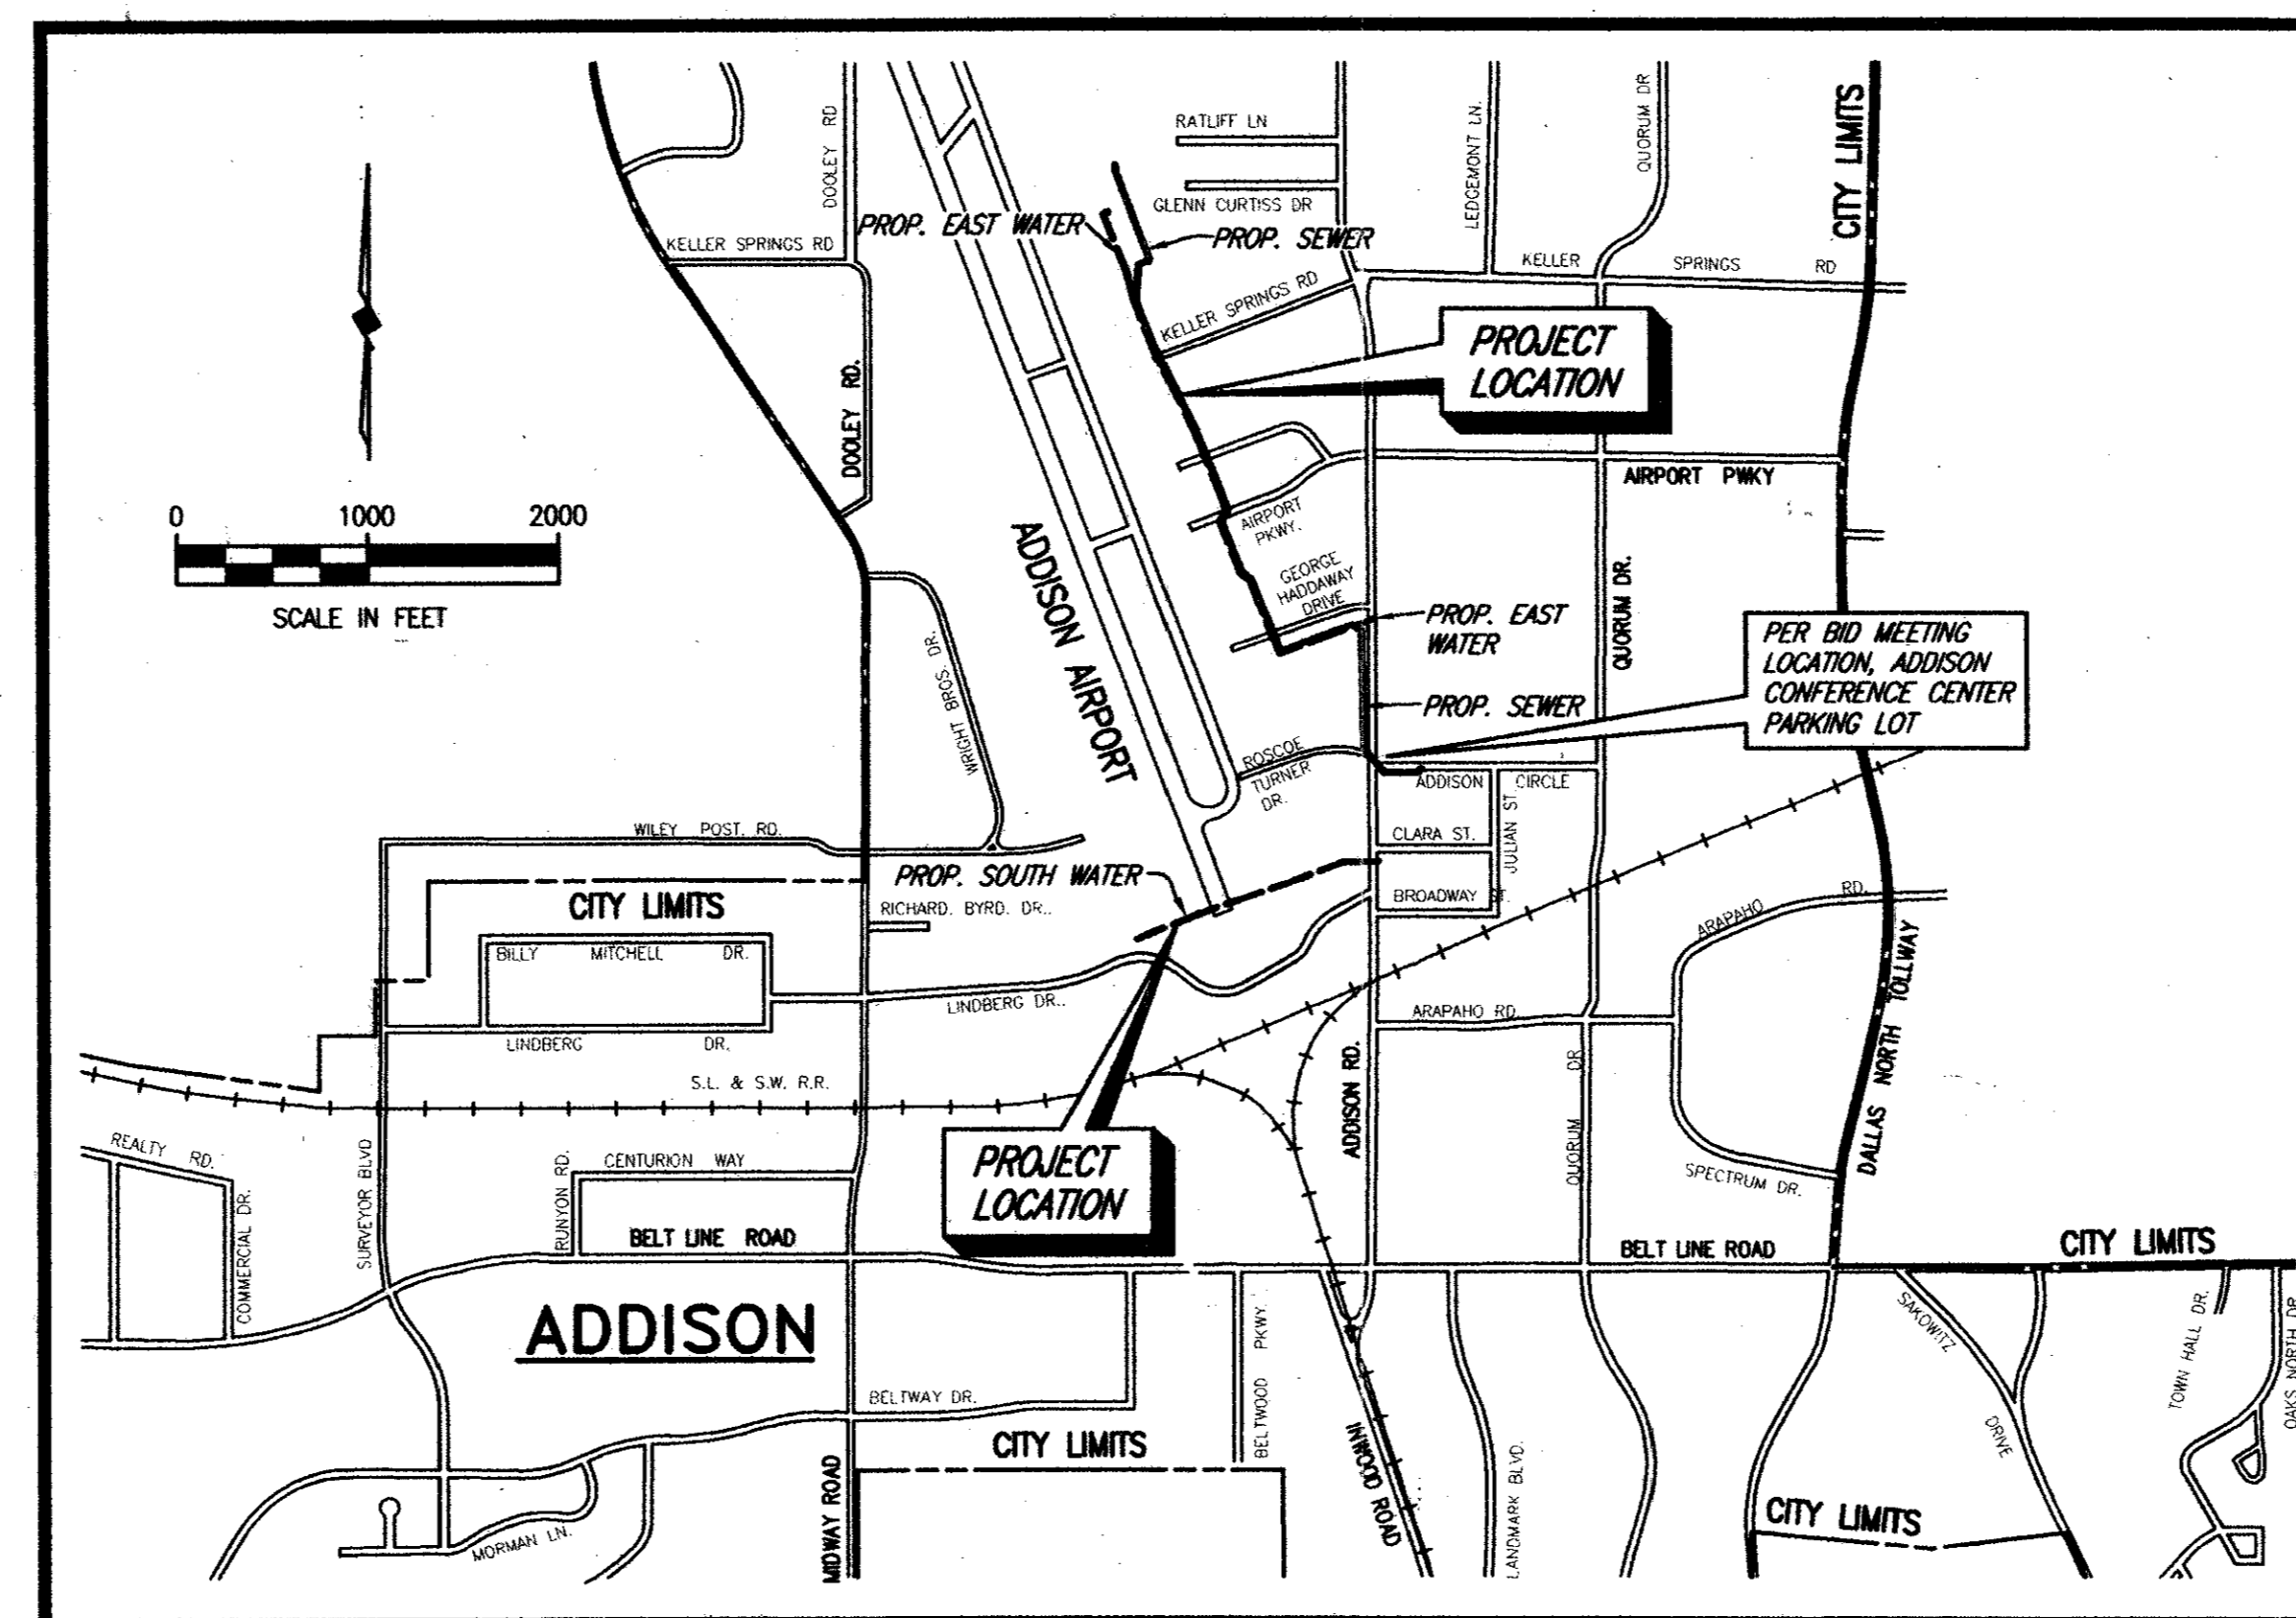 DOOLEY RD
RATLIFF LN
LEDGEMONT LN.
QUORUM DR
CITY LIMITS
GLENN CURTISS DR
PROP. EAST WATER
PROP. SEWER
KELLER SPRINGS RD
KELLER SPRINGS RD
KELLER SPRINGS RD
PROJECT
LOCATION
DOOLEY RD.
AIRPORT PWKY
0 1000 2000
SCALE IN FEET
ADDISON AIRPORT
AIRPORT
PKWY.
GEORGE
HADDAWAY
DRIVE
QUORUM DR.
PROP. EAST
WATER
PER BID MEETING
LOCATION, ADDISON
CONFERENCE CENTER
PARKING LOT
WRIGHT BROS. DR.
PROP. SEWER
ROSCOE
TURNER
DR.
ADDISON CIRCLE
JULIAN ST.
CLARA ST.
WILEY POST. RD.
PROP. SOUTH WATER
CITY LIMITS
RICHARD. BYRD. DR..
BROADWAY ST.
ARAPAHO RD.
BILLY MITCHELL DR.
LINDBERG DR..
ARAPAHO RD
DALLAS NORTH TOLLWAY
LINDBERG DR.
S.L. & S.W. R.R.
ADDISON RD.
QUORUM DR
REALTY RD.
COMMERCIAL DR.
SURVEYOR BLVD
RUNYON RD.
CENTURION WAY
PROJECT
LOCATION
SPECTRUM DR.
BELT LINE ROAD
BELT LINE ROAD
CITY LIMITS
ADDISON
BELTWOOD PKWY.
SAKOWITZ DRIVE
TOWN HALL DR.
OAKS NORTH DR.
BELTWAY DR.
CITY LIMITS
INWOOD ROAD
LANDMARK BLVD.
MIDWAY ROAD
MORMAN LN.
CITY LIMITS